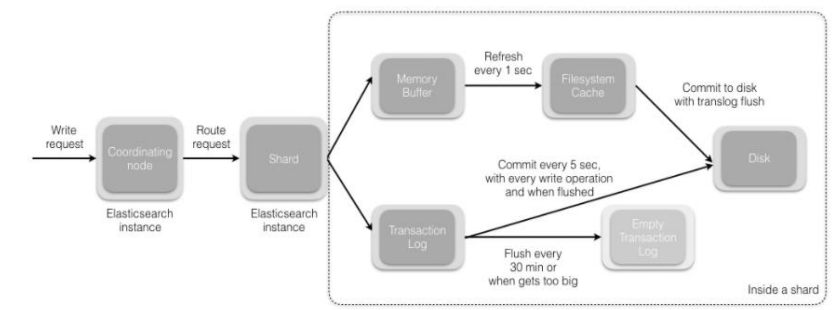 Write
request
Coordinating
node
Elasticsearch
instance
Route
request
Shard
Elasticsearch
instance
Memory
Buffer
Refresh
every 1 sec
Filesystem
Cache
Commit to disk
with translog flush
Disk
Commit every 5 sec,
with every write operation
and when flushed
Transaction
Log
Flush every
30 min or
when gets too big
Empty
Transaction
Log
Inside a shard